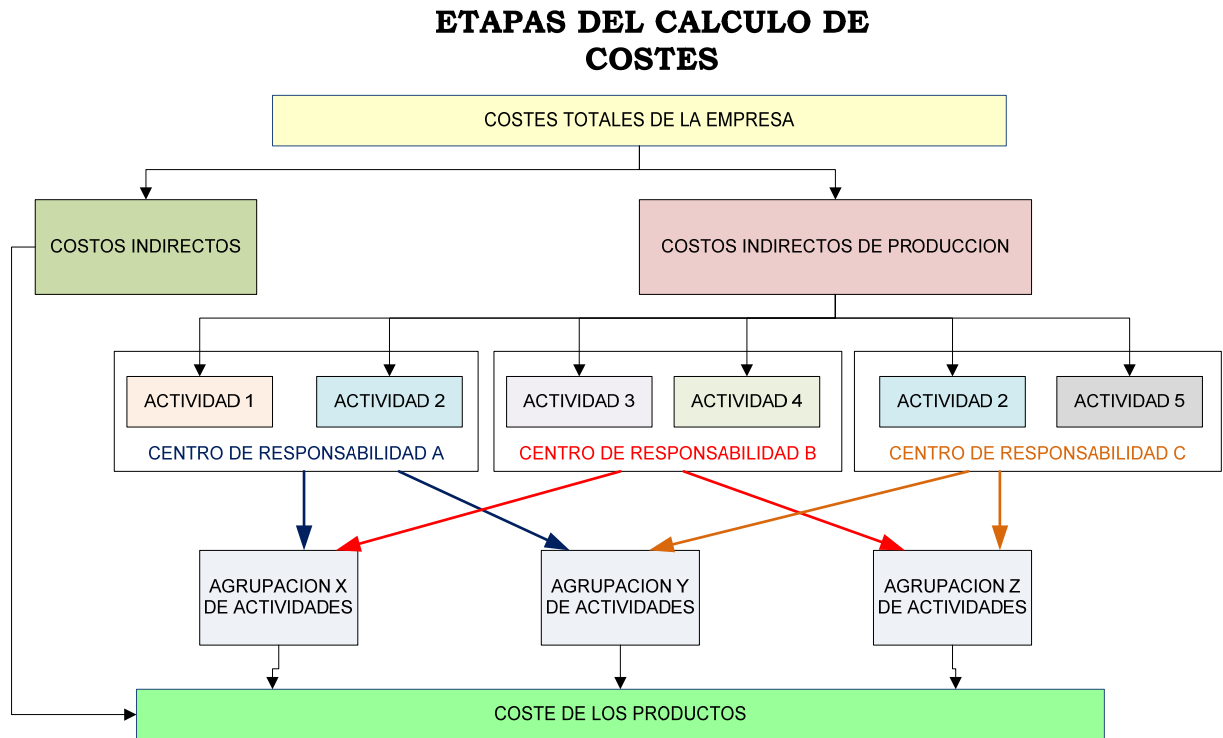 ETAPAS DEL CALCULO DE
COSTES
COSTES TOTALES DE LA EMPRESA
COSTOS INDIRECTOS
COSTOS INDIRECTOS DE PRODUCCION
ACTIVIDAD 1
ACTIVIDAD 2
CENTRO DE RESPONSABILIDAD A
ACTIVIDAD 3
ACTIVIDAD 4
CENTRO DE RESPONSABILIDAD B
ACTIVIDAD 2
ACTIVIDAD 5
CENTRO DE RESPONSABILIDAD C
AGRUPACION X
DE ACTIVIDADES
AGRUPACION Y
DE ACTIVIDADES
AGRUPACION Z
DE ACTIVIDADES
COSTE DE LOS PRODUCTOS